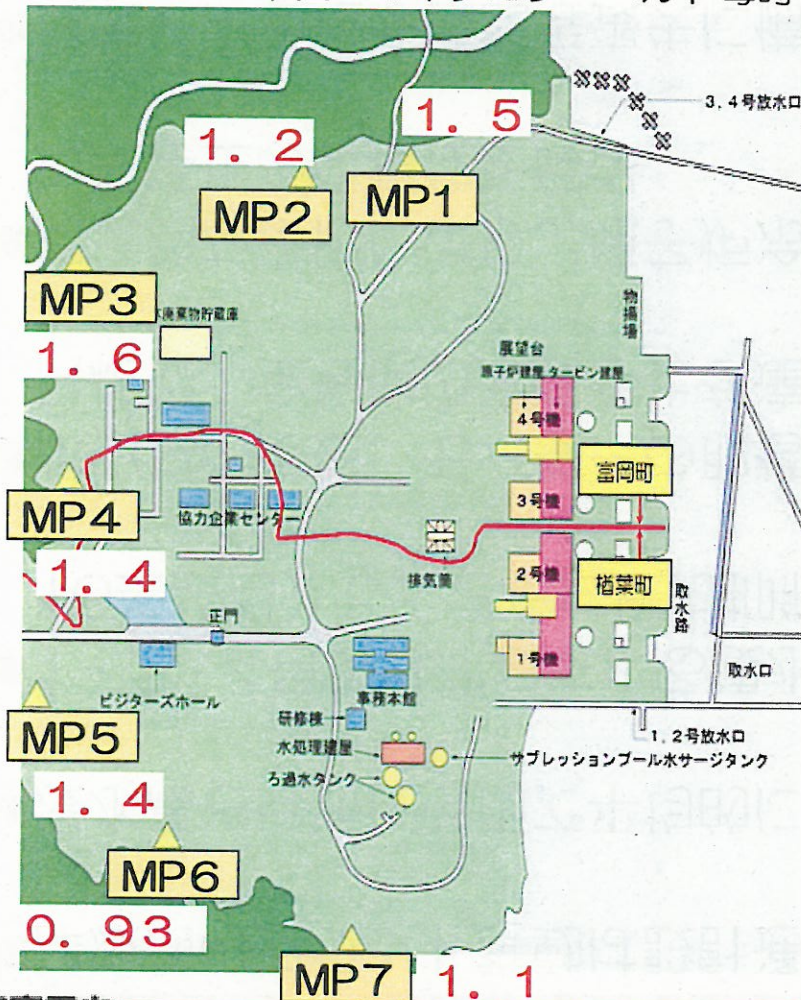 3,4号放水口
1.5
1.2
MP1
MP2
MP3
廃棄物貯蔵庫
1.6
物揚場
展望台
原子炉建屋 タービン建屋
4号機
富岡町
3号機
MP4
協力企業センター
1.4
排気筒
2号機
楢葉町
取水路
正門
1号機
取水口
ビジターズホール
事務本館
MP5
研修棟
1,2号放水口
水処理建屋
サプレッションプール水サージタンク
ろ過水タンク
1.4
MP6
0.93
MP7
1.1